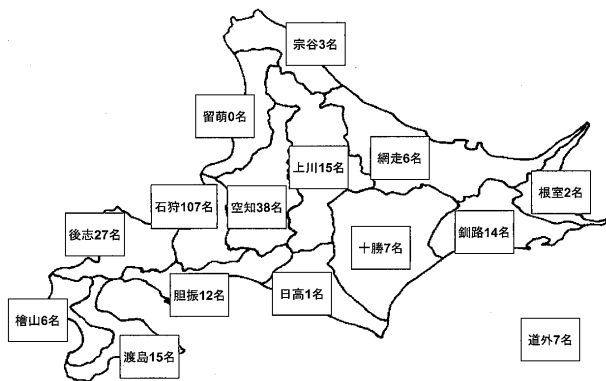 宗谷3名
留萌0名
上川15名
網走6名
石狩107名
空知38名
根室2名
後志27名
十勝7名
釧路14名
胆振12名
日高1名
檜山6名
渡島15名
道外7名